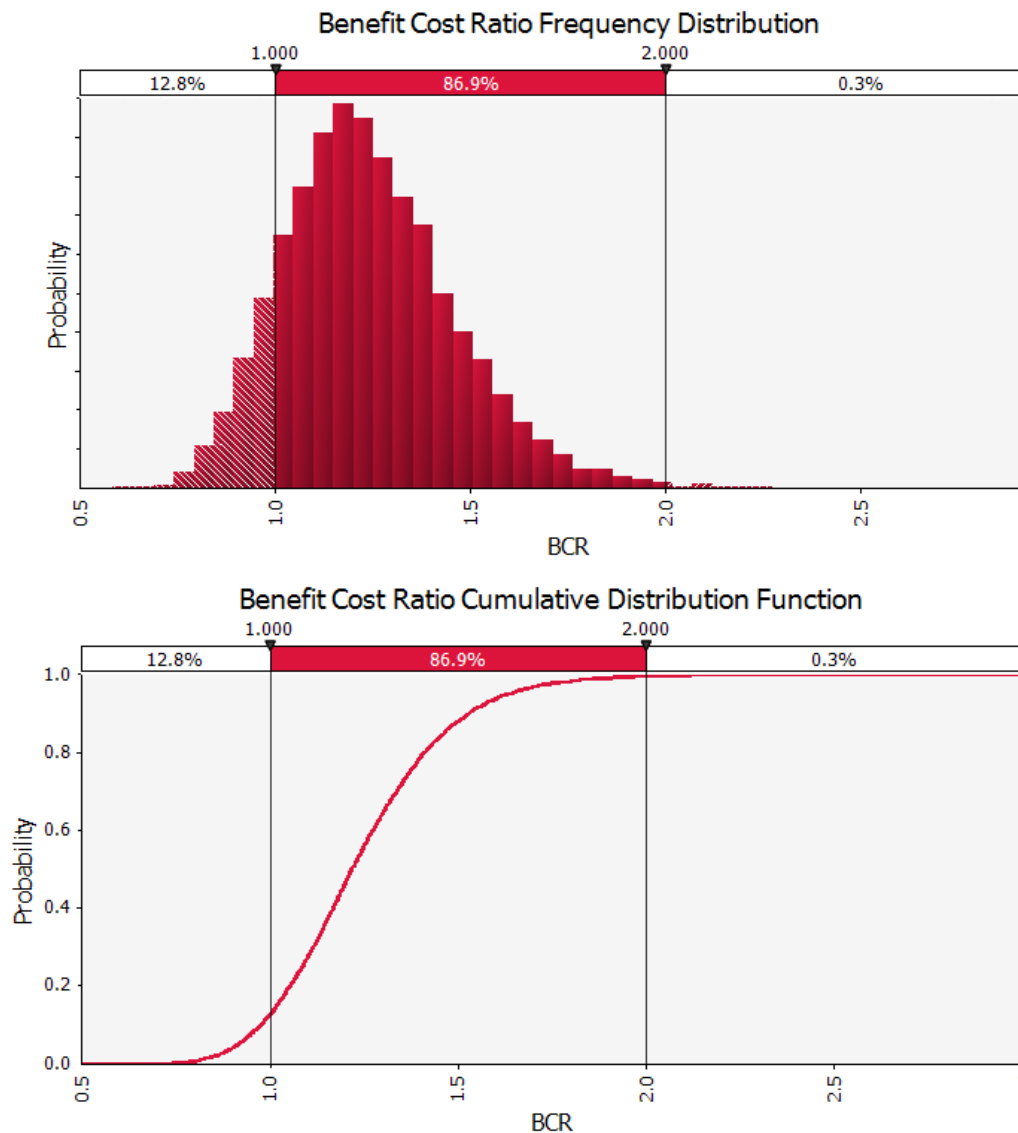 Benefit Cost Ratio Frequency Distribution
1.000 2.000
12.8% 86.9% 0.3%
Probability
0.5 1.0 1.5 2.0 2.5
BCR
Benefit Cost Ratio Cumulative Distribution Function
1.000 2.000
12.8% 86.9% 0.3%
1.0
0.8
0.6
Probability
0.4
0.2
0.0
0.5 1.0 1.5 2.0 2.5
BCR